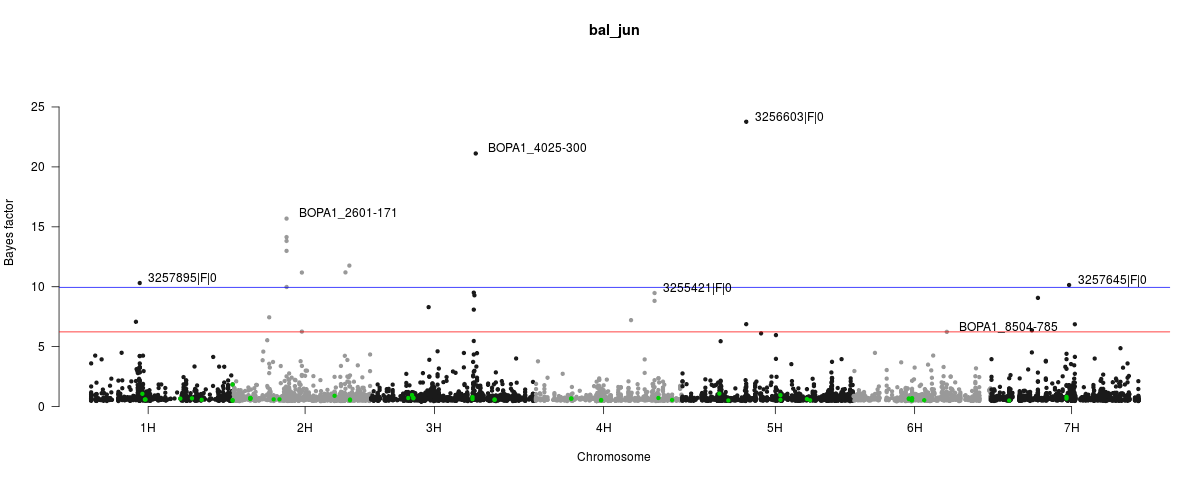 bal_jun
25
3256603|F|0
BOPA1_4025-300
20
BOPA1_2601-171
15
Bayes factor
3257895|F|0
3257645|F|0
10
3255421|F|0
BOPA1_8504-785
5
0
1H 2H 3H 4H 5H 6H 7H
Chromosome